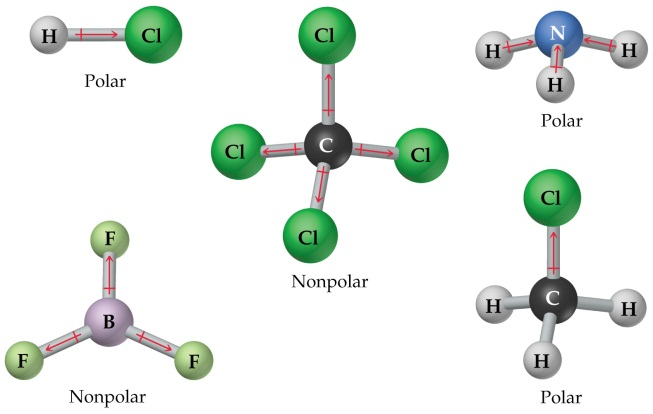 H Cl
Polar
Cl
Cl C Cl
Cl
Nonpolar
N
H H
H
Polar
F
B
F F
Nonpolar
Cl
C
H H
H
Polar